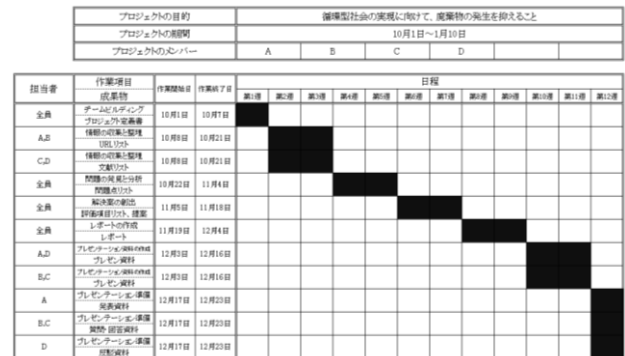 プロジェクトの目的 循環型社会の実現に向けて、廃棄物の発生を抑えること
プロジェクトの期間 10月1日～1月10日
プロジェクトのメンバー A B C D
担当者 作業項目 作業開始日 作業終了日 日程
成果物 第1週 第2週 第3週 第4週 第5週 第6週 第7週 第8週 第9週 第10週 第11週 第12週
全員 チームビルディング 10月1日 10月7日
プロジェクト定義書
A,B 情報の収集と整理 10月8日 10月21日
URLリスト
C,D 情報の収集と整理 10月8日 10月21日
文献リスト
全員 問題の発見と分析 10月22日 11月4日
問題点リスト
全員 解決案の創出 11月5日 11月18日
評価項目リスト、提案
全員 レポートの作成 11月19日 12月4日
レポート
A,D プレゼンテーション資料の作成 12月3日 12月16日
プレゼン資料
B,C プレゼンテーション資料の作成 12月3日 12月16日
プレゼン資料
A プレゼンテーション準備 12月17日 12月23日
発表資料
B,C プレゼンテーション準備 12月17日 12月23日
質問・回答資料
D プレゼンテーション準備 12月17日 12月23日